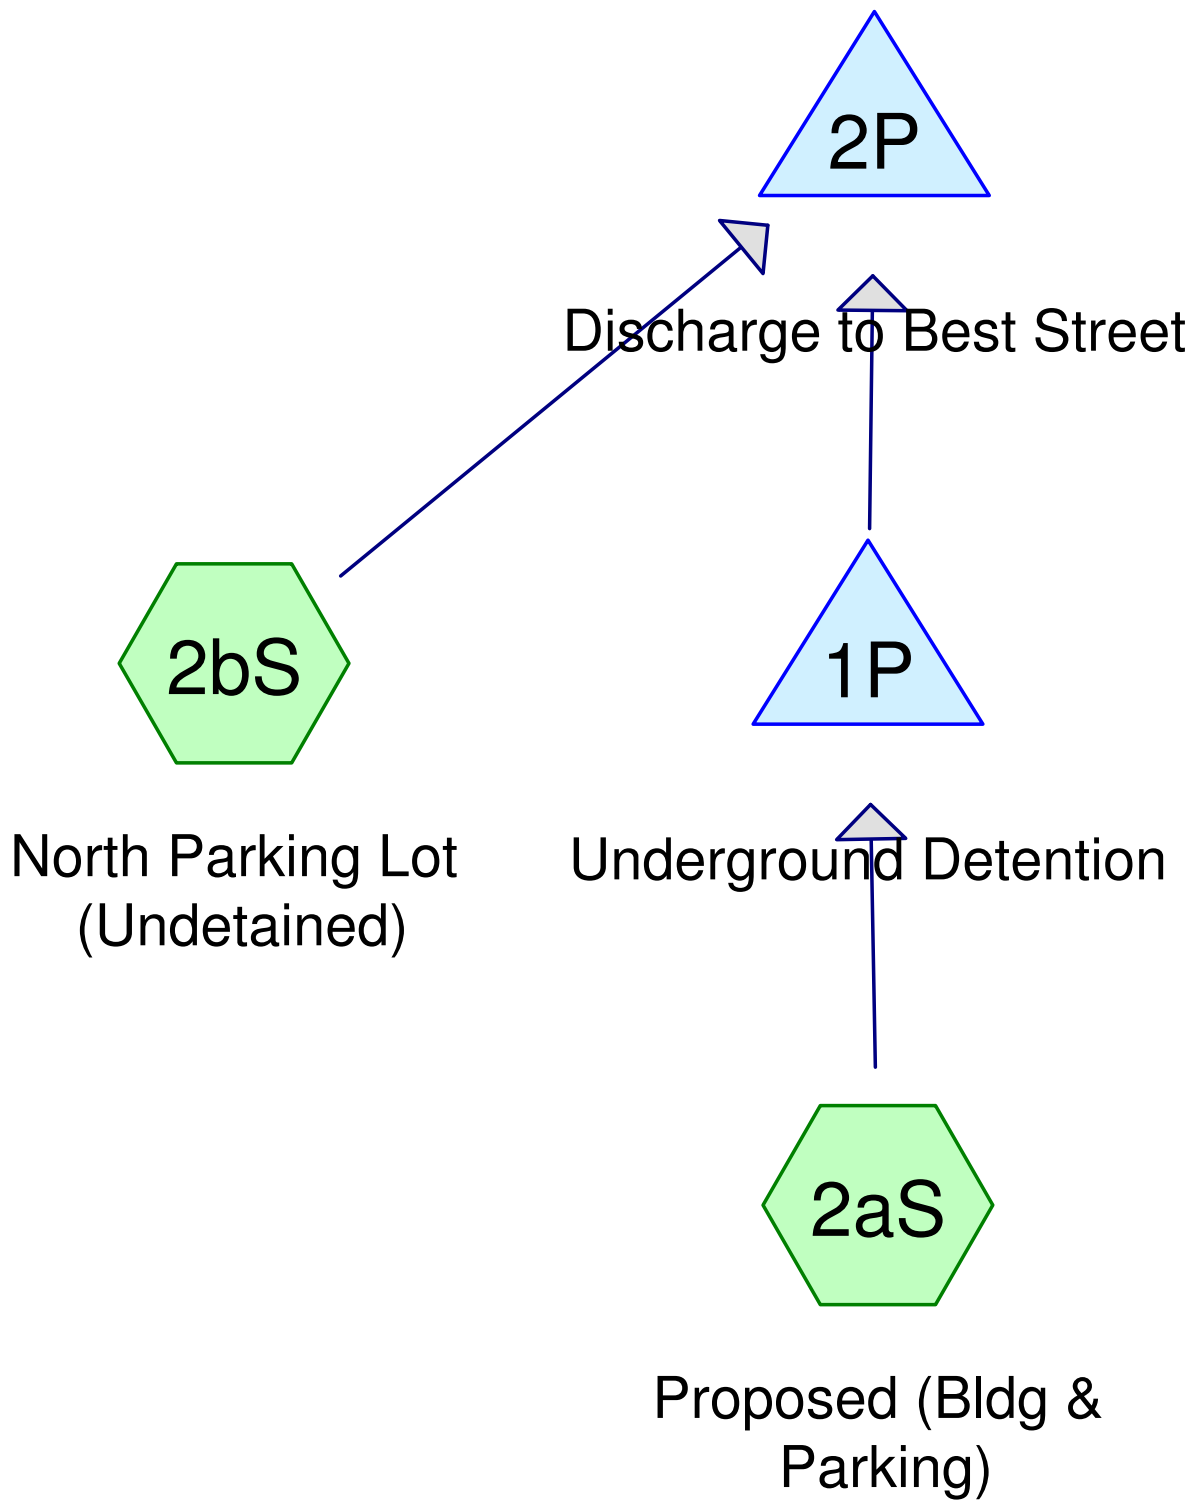 2P
Discharge to Best Street
2bS
North Parking Lot
(Undetained)
1P
Underground Detention
2aS
Proposed (Bldg &
Parking)